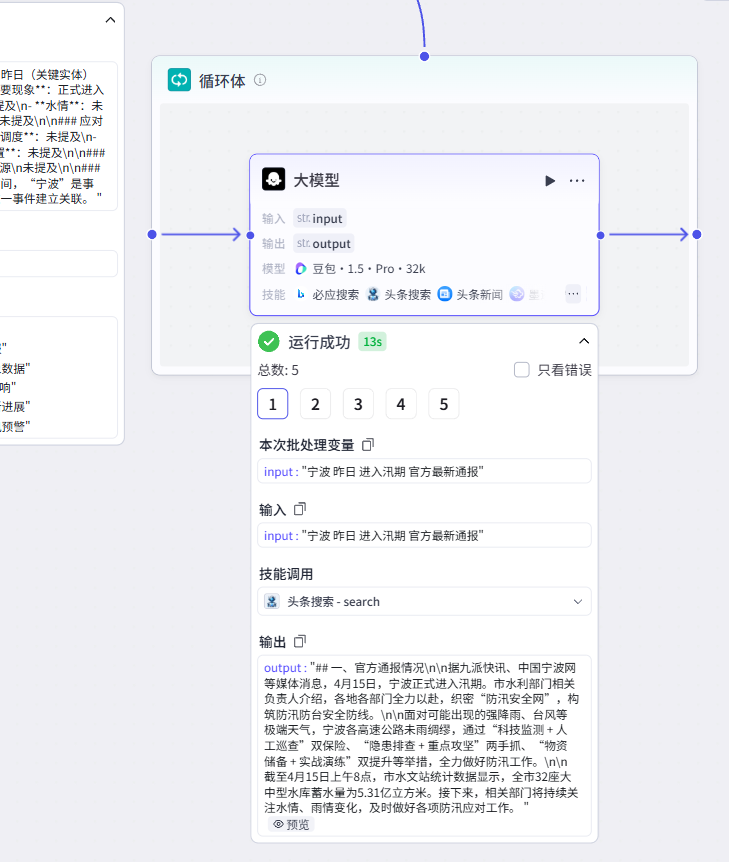 昨日（关键实体）
要现象**：正式进入
提及\n- **水情**：未
未提及\n\n### 应对
调度**：未提及\n-
置**：未提及\n\n###
源\n未提及\n\n###
间，“宁波”是事
一事件建立关联。"
数据"
响"
进展"
预警"
循环体
大模型
输入 str. input
输出 str. output
模型 豆包·1.5·Pro·32k
技能 必应搜索 头条搜索 头条新闻
运行成功 13s
总数: 5 只看错误
1 2 3 4 5
本次批处理变量
input : "宁波 昨日 进入汛期 官方最新通报"
输入
input : "宁波 昨日 进入汛期 官方最新通报"
技能调用
头条搜索 - search
输出
output : "## 一、官方通报情况\n\n据九派快讯、中国宁波网
等媒体消息，4月15日，宁波正式进入汛期。市水利部门相关
负责人介绍，各地各部门全力以赴，织密“防汛安全网”，构
筑防汛防台安全防线。\n\n面对可能出现的强降雨、台风等
极端天气，宁波各高速公路未雨绸缪，通过“科技监测 + 人
工巡查”双保险、“隐患排查 + 重点攻坚”两手抓、“物资
储备 + 实战演练”双提升等举措，全力做好防汛工作。\n\n
截至4月15日上午8点，市水文站统计数据显示，全市32座大
中型水库蓄水量为5.31亿立方米。接下来，相关部门将持续关
注水情、雨情变化，及时做好各项防汛应对工作。 "
预览